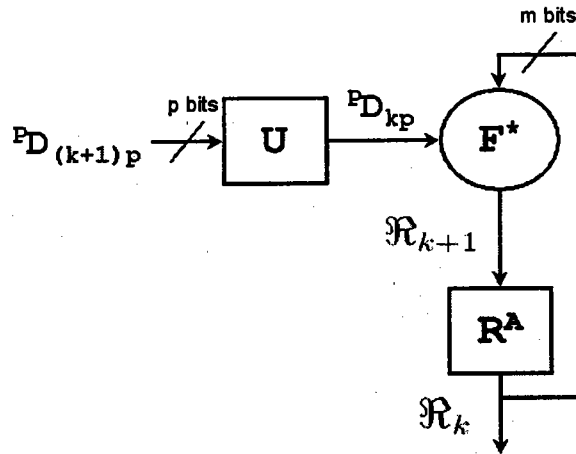 m bits
p bits
ᴾD₍ₖ₊₁₎ₚ
U
ᴾDₖₚ
F*
ℜₖ₊₁
Rᴬ
ℜₖ